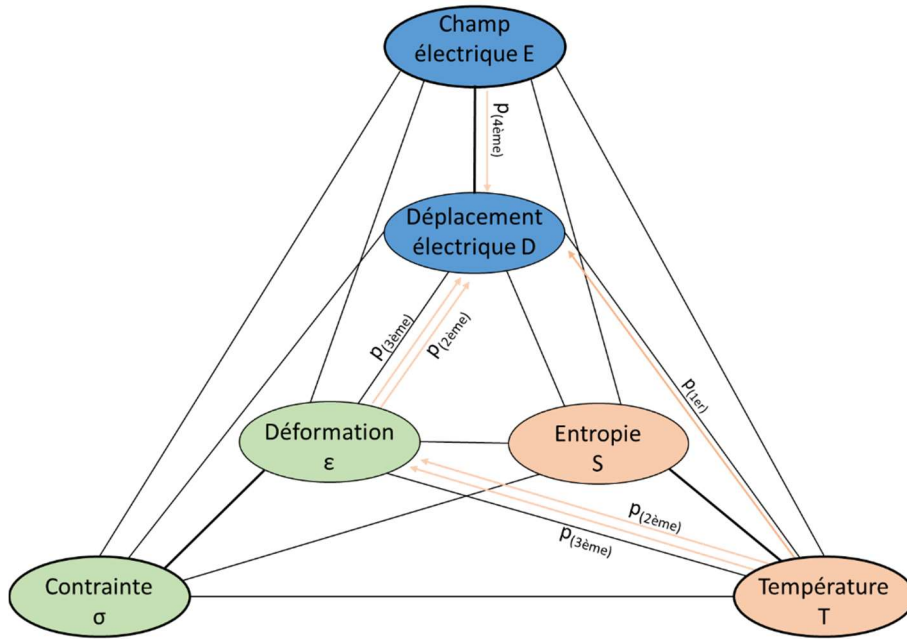 Champ
électrique E
p(4ème)
Déplacement
électrique D
p(3ème)
p(2ème)
p(1er)
Déformation
ε
Entropie
S
p(2ème)
p(3ème)
Contrainte
σ
Température
T